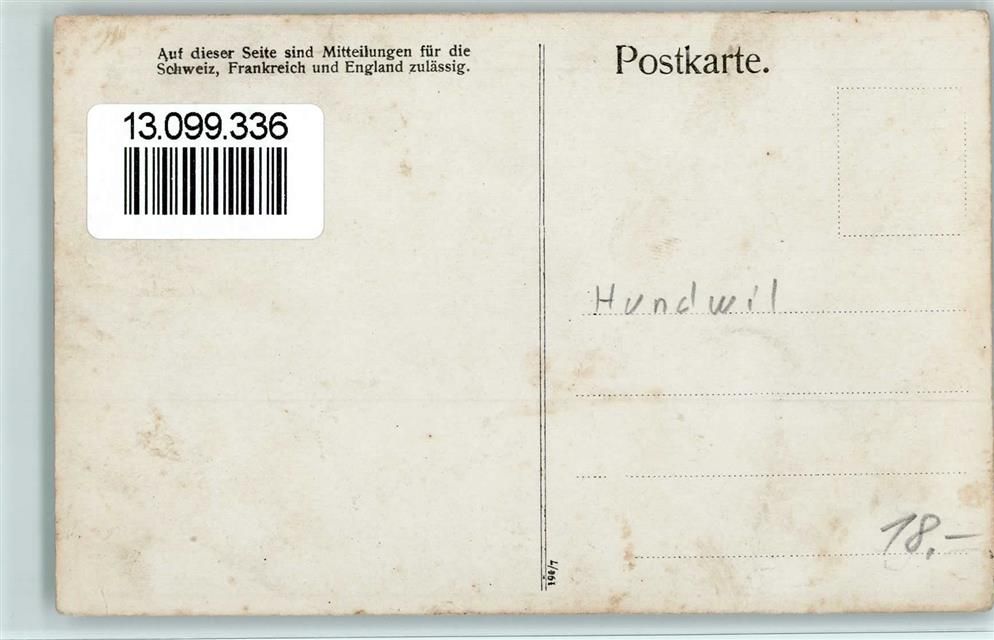 Auf dieser Seite sind Mitteilungen für die
Schweiz, Frankreich und England zulässig.
Postkarte.
13.099.336
Hundwil
18,-